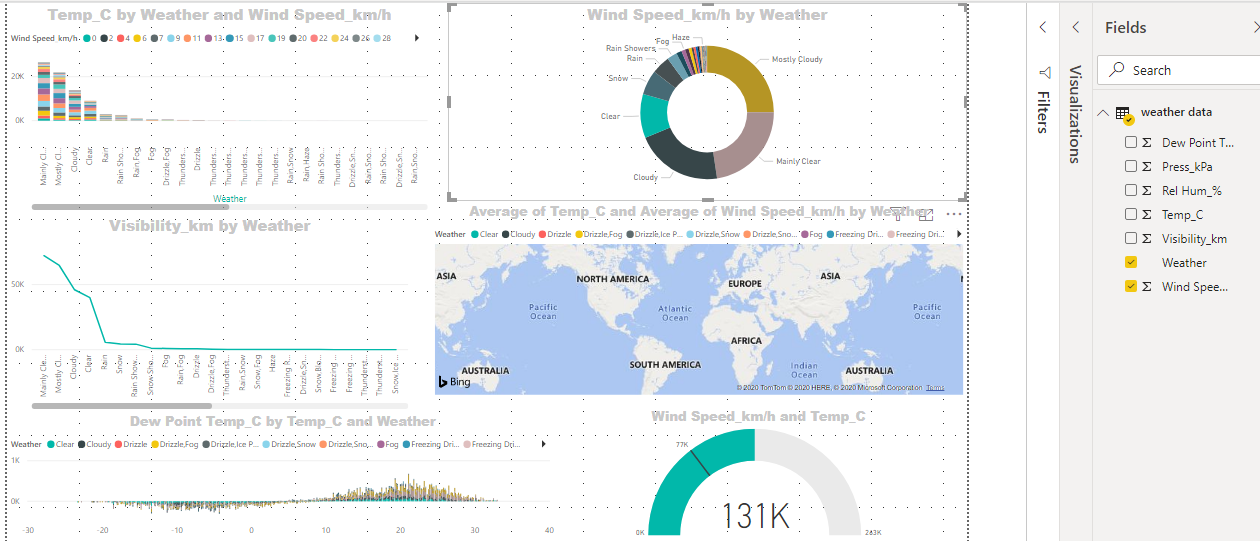 Temp_C by Weather and Wind Speed_km/h
Wind Speed_km/h 0 2 4 6 7 9 11 13 15 17 19 20 22 24 26 28
20K
0K
Mainly Cl...
Mostly Cl...
Cloudy
Clear
Rain
Rain Sho...
Rain,Fog
Fog
Drizzle,Fog
Thunders...
Drizzle
Thunders...
Thunders...
Thunders...
Thunders...
Thunders...
Rain,Snow
Rain,Haze
Rain Sho...
Rain Sho...
Drizzle,Sn...
Rain,Sno...
Rain,Sno...
Drizzle,Sn...
Rain,Sno...
Weather
Wind Speed_km/h by Weather
Haze
Fog
Rain Showers
Rain
Snow
Clear
Cloudy
Mostly Cloudy
Mainly Clear
Visibility_km by Weather
50K
0K
Mainly Cle...
Mostly Cl...
Cloudy
Clear
Rain
Snow
Rain Show...
Snow,Sho...
Fog
Rain,Fog
Drizzle
Drizzle,Fog
Thunderst...
Rain,Snow
Snow,Fog
Haze
Freezing R...
Drizzle,Sn...
Snow,Blo...
Freezing ...
Freezing ...
Thunderst...
Thunderst...
Snow,Ice ...
Average of Temp_C and Average of Wind Speed_km/h by Weather
Weather Clear Cloudy Drizzle Drizzle,Fog Drizzle,Ice P... Drizzle,Snow Drizzle,Sno... Fog Freezing Dri... Freezing Dri...
ASIA
NORTH AMERICA
EUROPE
ASIA
Pacific
Ocean
Atlantic
Ocean
Pacific
Ocean
AFRICA
SOUTH AMERICA
Indian
Ocean
AUSTRALIA
AUSTRALIA
Bing
© 2020 TomTom © 2020 HERE, © 2020 Microsoft Corporation Terms
Dew Point Temp_C by Temp_C and Weather
Weather Clear Cloudy Drizzle Drizzle,Fog Drizzle,Ice P... Drizzle,Snow Drizzle,Sno... Fog Freezing Dri... Freezing Dri...
1K
0K
-30 -20 -10 0 10 20 30 40
Wind Speed_km/h and Temp_C
77K
131K
0K
283K
Filters
Visualizations
Fields
Search
weather data
Dew Point T...
Press_kPa
Rel Hum_%
Temp_C
Visibility_km
Weather
Wind Spee...